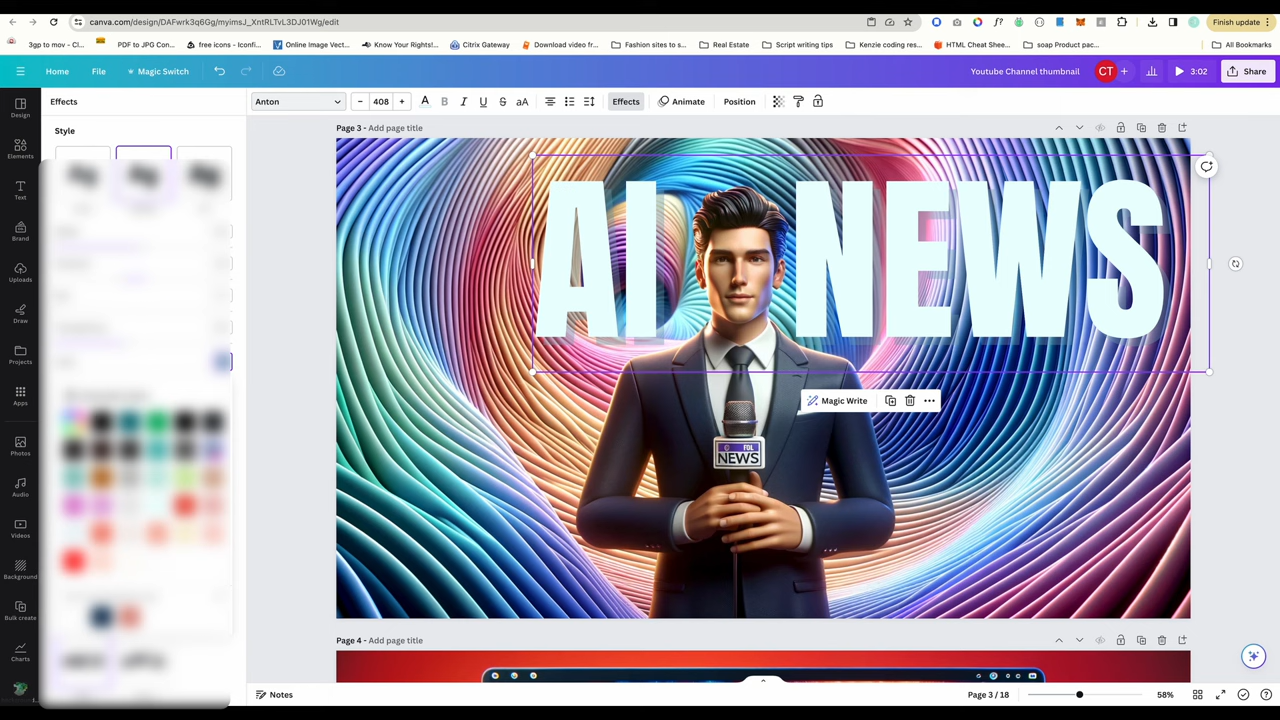 canva.com/design/DAFwrk3q6Gg/myimsJ_XntRLTvL3DJ01Wg/edit
Finish update
3gp to mov - Cl...
PDF to JPG Con...
free icons - Iconfi...
Online Image Vect...
Know Your Rights!...
Citrix Gateway
Download video fr...
Fashion sites to s...
Real Estate
Script writing tips
Kenzie coding res...
HTML Cheat Shee...
soap Product pac...
All Bookmarks
Home
File
Magic Switch
Youtube Channel thumbnail
CT
3:02
Share
Effects
Anton
408
A
B
I
U
S
aA
Effects
Animate
Position
Design
Elements
Text
Brand
Uploads
Draw
Projects
Apps
Photos
Audio
Videos
Background
Bulk create
Charts
Style
Page 3 - Add page title
AI NEWS
FDL
NEWS
Magic Write
Page 4 - Add page title
Notes
Page 3 / 18
58%